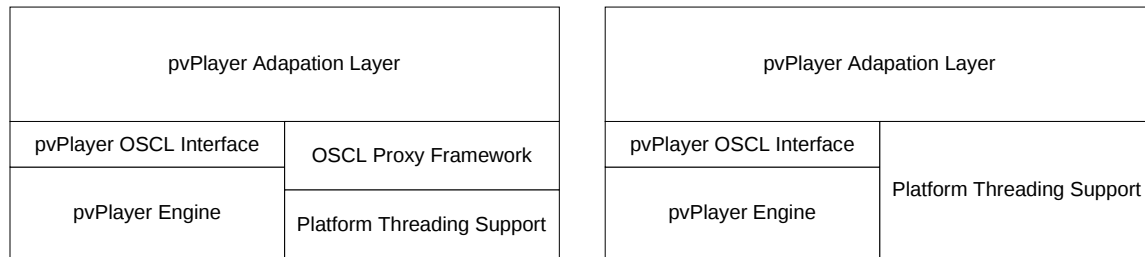 pvPlayer Adapation Layer
pvPlayer OSCL Interface
OSCL Proxy Framework
pvPlayer Engine
Platform Threading Support
pvPlayer Adapation Layer
pvPlayer OSCL Interface
Platform Threading Support
pvPlayer Engine